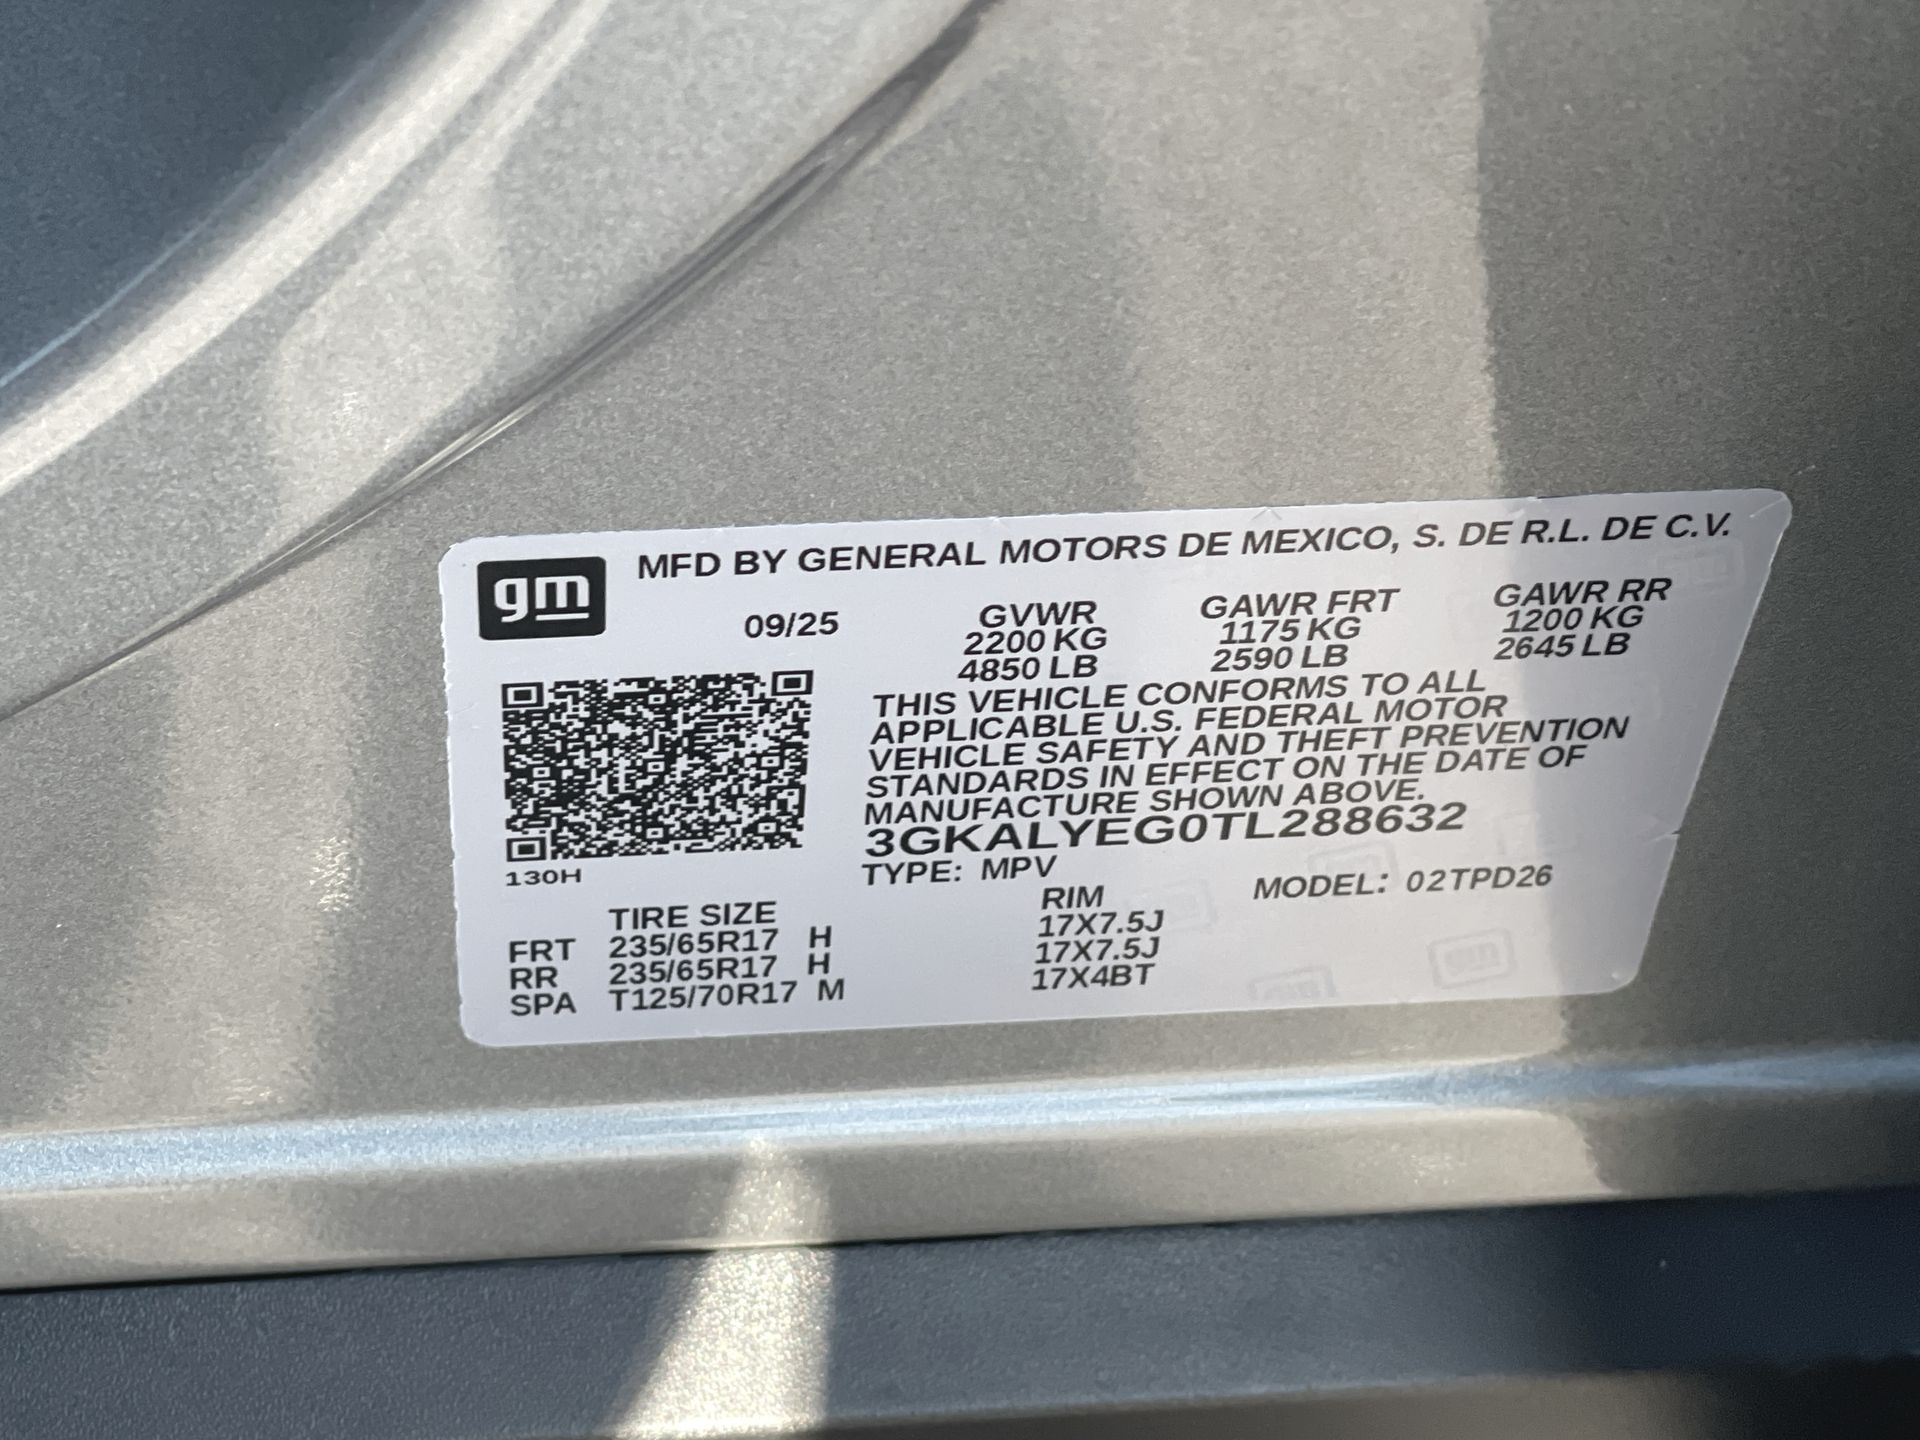 gm
MFD BY GENERAL MOTORS DE MEXICO, S. DE R.L. DE C.V.
09/25 GVWR GAWR FRT GAWR RR
2200 KG 1175 KG 1200 KG
4850 LB 2590 LB 2645 LB
THIS VEHICLE CONFORMS TO ALL
APPLICABLE U.S. FEDERAL MOTOR
VEHICLE SAFETY AND THEFT PREVENTION
STANDARDS IN EFFECT ON THE DATE OF
MANUFACTURE SHOWN ABOVE.
3GKALYEG0TL288632
130H TYPE: MPV MODEL: 02TPD26
TIRE SIZE RIM
FRT 235/65R17 H 17X7.5J
RR 235/65R17 H 17X7.5J
SPA T125/70R17 M 17X4BT